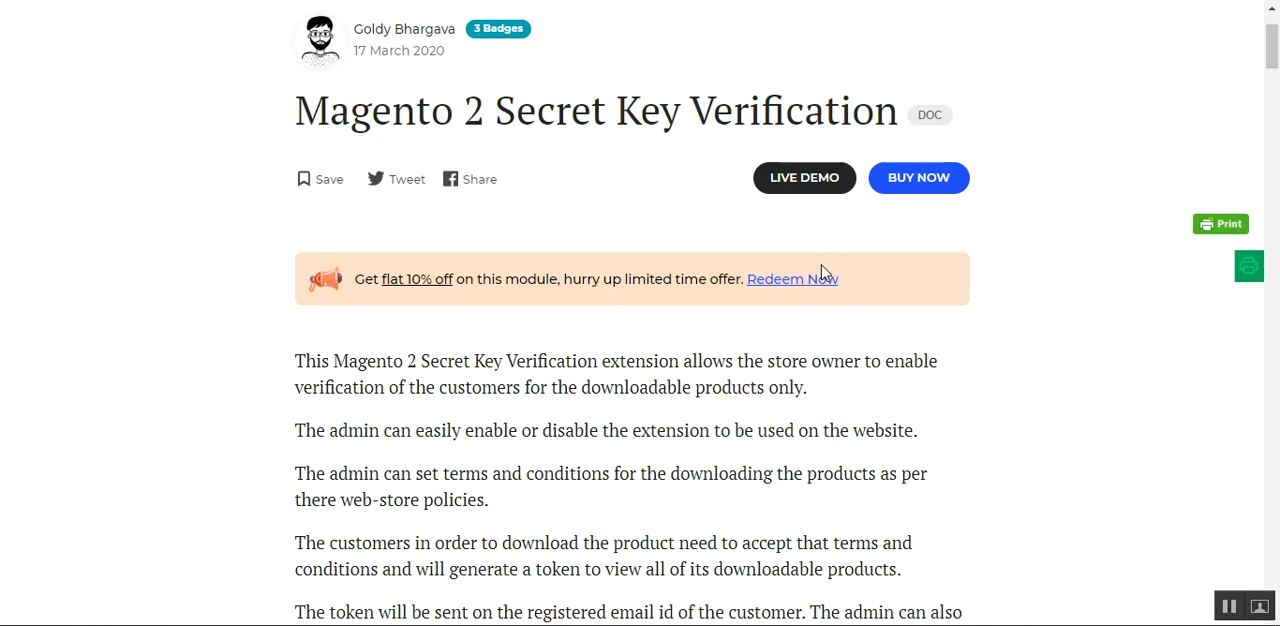 Goldy Bhargava 3 Badges
17 March 2020
Magento 2 Secret Key Verification DOC
Save Tweet Share LIVE DEMO BUY NOW
Print
Get flat 10% off on this module, hurry up limited time offer. Redeem Now
This Magento 2 Secret Key Verification extension allows the store owner to enable
verification of the customers for the downloadable products only.
The admin can easily enable or disable the extension to be used on the website.
The admin can set terms and conditions for the downloading the products as per
there web-store policies.
The customers in order to download the product need to accept that terms and
conditions and will generate a token to view all of its downloadable products.
The token will be sent on the registered email id of the customer. The admin can also